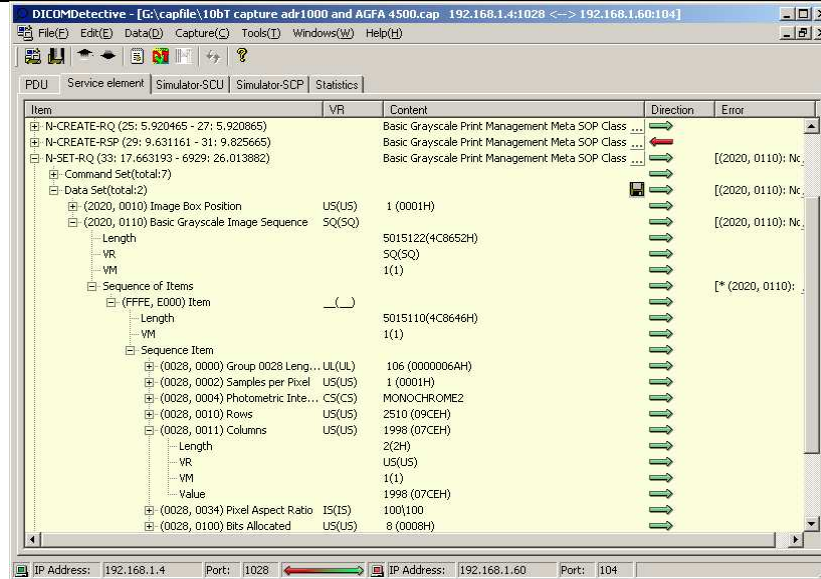 DICOMDetective - [G:\capfile\10bT capture adr1000 and AGFA 4500.cap 192.168.1.4:1028 <--> 192.168.1.60:104]
File(F) Edit(E) Data(D) Capture(C) Tools(T) Windows(W) Help(H)
PDU Service element Simulator-SCU Simulator-SCP Statistics
Item VR Content Direction Error
N-CREATE-RQ (25: 5.920465 - 27: 5.920865) Basic Grayscale Print Management Meta SOP Class ...
N-CREATE-RSP (29: 9.631161 - 31: 9.825665) Basic Grayscale Print Management Meta SOP Class ...
N-SET-RQ (33: 17.663193 - 6929: 26.013882) Basic Grayscale Print Management Meta SOP Class ... [(2020, 0110): Nc
Command Set(total:7)
Data Set(total:2) [(2020, 0110): Nc
(2020, 0010) Image Box Position US(US) 1 (0001H)
(2020, 0110) Basic Grayscale Image Sequence SQ(SQ) [(2020, 0110): Nc
Length 5015122(4C8652H)
VR SQ(SQ)
VM 1(1)
Sequence of Items [* (2020, 0110):
(FFFE, E000) Item __(__)
Length 5015110(4C8646H)
VM 1(1)
Sequence Item
(0028, 0000) Group 0028 Leng... UL(UL) 106 (0000006AH)
(0028, 0002) Samples per Pixel US(US) 1 (0001H)
(0028, 0004) Photometric Inte... CS(CS) MONOCHROME2
(0028, 0010) Rows US(US) 2510 (09CEH)
(0028, 0011) Columns US(US) 1998 (07CEH)
Length 2(2H)
VR US(US)
VM 1(1)
Value 1998 (07CEH)
(0028, 0034) Pixel Aspect Ratio IS(IS) 100\100
(0028, 0100) Bits Allocated US(US) 8 (0008H)
IP Address: 192.168.1.4 Port: 1028 IP Address: 192.168.1.60 Port: 104